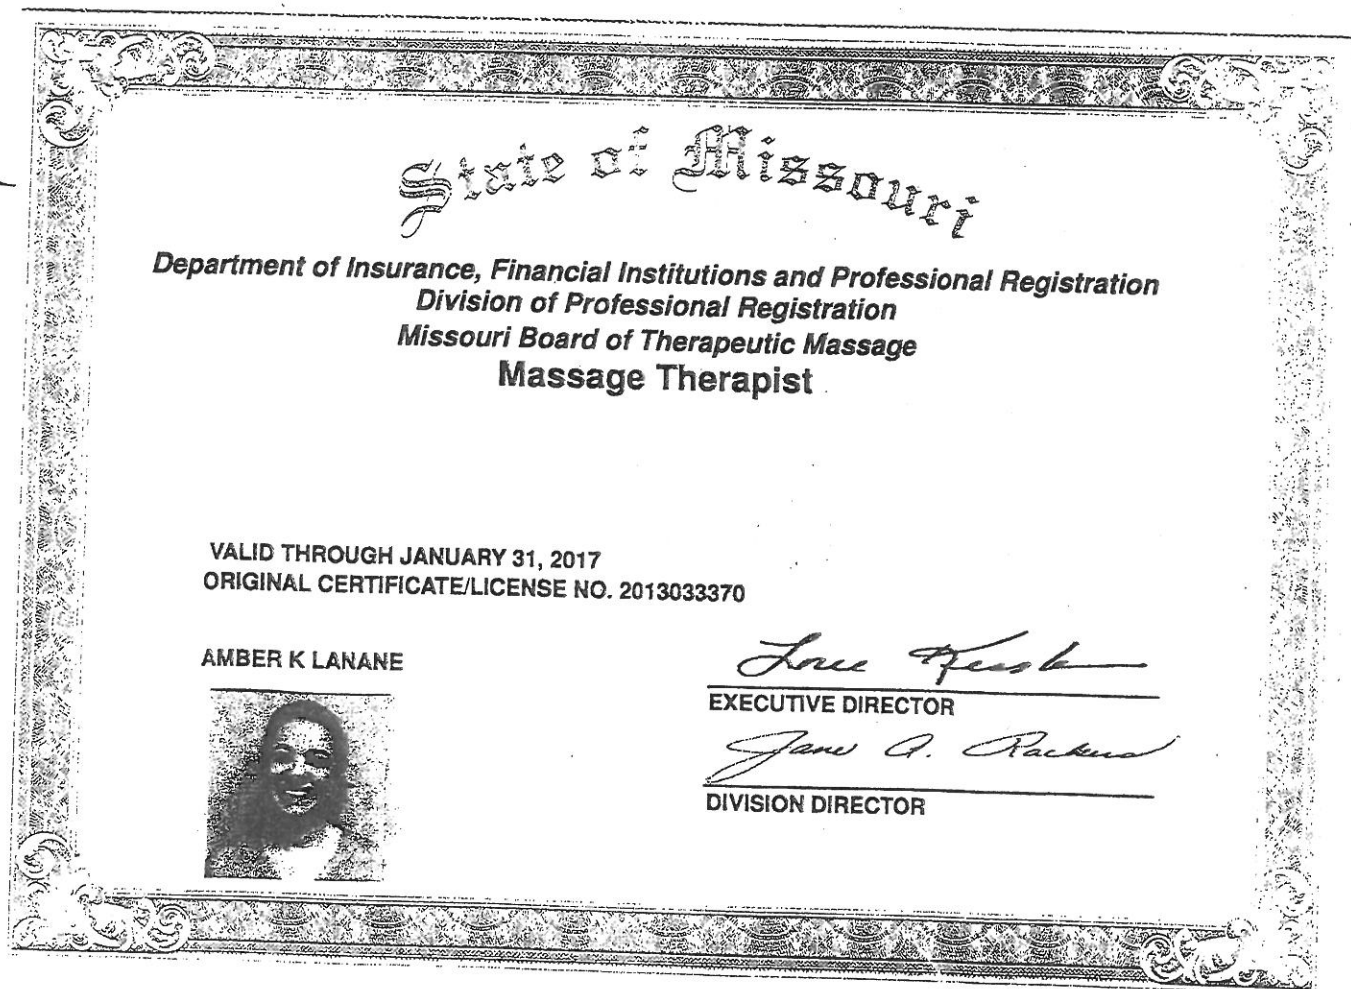 State of Missouri
Department of Insurance, Financial Institutions and Professional Registration
Division of Professional Registration
Missouri Board of Therapeutic Massage
Massage Therapist
VALID THROUGH JANUARY 31, 2017
ORIGINAL CERTIFICATE/LICENSE NO. 2013033370
AMBER K LANANE
EXECUTIVE DIRECTOR
Jane A. Rackers
DIVISION DIRECTOR